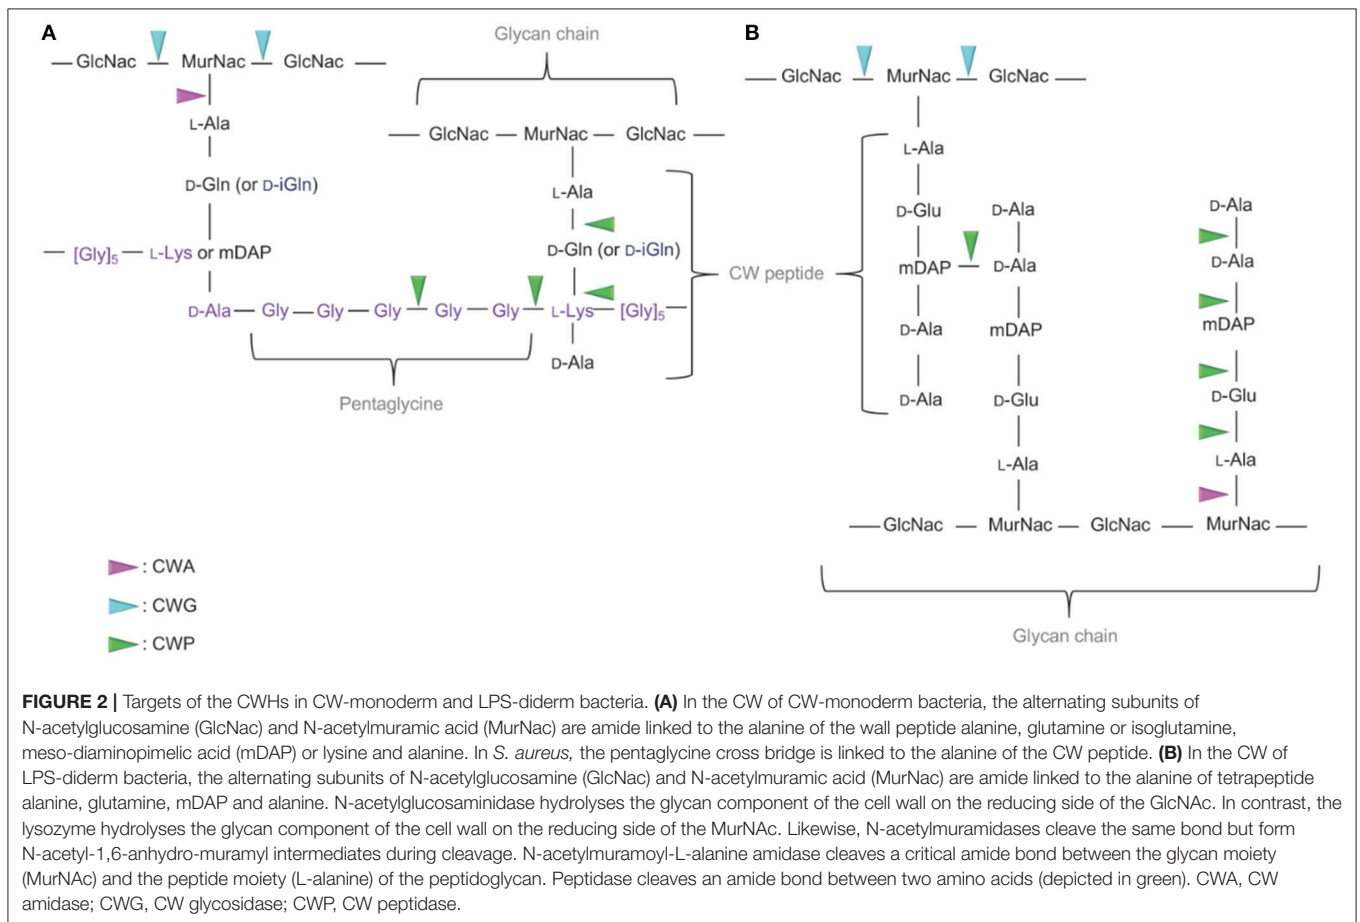 A
Glycan chain
GlcNac — MurNac — GlcNac
L-Ala
D-Gln (or D-iGln)
— [Gly]5 — L-Lys or mDAP
D-Ala — Gly — Gly — Gly — Gly — Gly — L-Lys — [Gly]5 —
Pentaglycine
— GlcNac — MurNac — GlcNac —
L-Ala
D-Gln (or D-iGln)
D-Ala
CW peptide
: CWA
: CWG
: CWP
B
— GlcNac — MurNac — GlcNac —
L-Ala
D-Glu
mDAP — D-Ala
D-Ala
D-Ala
D-Ala
mDAP
D-Glu
L-Ala
D-Ala
D-Ala
mDAP
D-Glu
L-Ala
— GlcNac — MurNac — GlcNac — MurNac —
Glycan chain
FIGURE 2 | Targets of the CWHs in CW-monoderm and LPS-diderm bacteria. (A) In the CW of CW-monoderm bacteria, the alternating subunits of
N-acetylglucosamine (GlcNac) and N-acetylmuramic acid (MurNac) are amide linked to the alanine of the wall peptide alanine, glutamine or isoglutamine,
meso-diaminopimelic acid (mDAP) or lysine and alanine. In S. aureus, the pentaglycine cross bridge is linked to the alanine of the CW peptide. (B) In the CW of
LPS-diderm bacteria, the alternating subunits of N-acetylglucosamine (GlcNac) and N-acetylmuramic acid (MurNac) are amide linked to the alanine of tetrapeptide
alanine, glutamine, mDAP and alanine. N-acetylglucosaminidase hydrolyses the glycan component of the cell wall on the reducing side of the GlcNAc. In contrast, the
lysozyme hydrolyses the glycan component of the cell wall on the reducing side of the MurNAc. Likewise, N-acetylmuramidases cleave the same bond but form
N-acetyl-1,6-anhydro-muramyl intermediates during cleavage. N-acetylmuramoyl-L-alanine amidase cleaves a critical amide bond between the glycan moiety
(MurNAc) and the peptide moiety (L-alanine) of the peptidoglycan. Peptidase cleaves an amide bond between two amino acids (depicted in green). CWA, CW
amidase; CWG, CW glycosidase; CWP, CW peptidase.